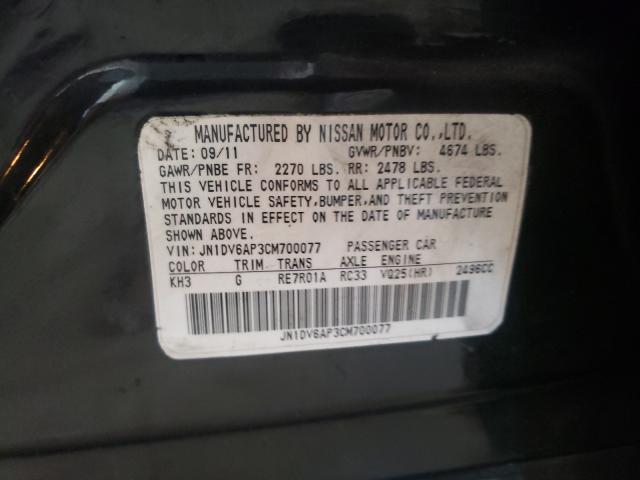 MANUFACTURED BY NISSAN MOTOR CO.,LTD.
DATE: 09/11 GVWR/PNBV: 4674 LBS.
GAWR/PNBE FR: 2270 LBS. RR: 2478 LBS.
THIS VEHICLE CONFORMS TO ALL APPLICABLE FEDERAL
MOTOR VEHICLE SAFETY,BUMPER,AND THEFT PREVENTION
STANDARDS IN EFFECT ON THE DATE OF MANUFACTURE
SHOWN ABOVE.
VIN: JN1DV6AP3CM700077 PASSENGER CAR
COLOR TRIM TRANS AXLE ENGINE
KH3 G RE7R01A RC33 VQ25(HR) 2496CC
JN1DV6AP3CM700077